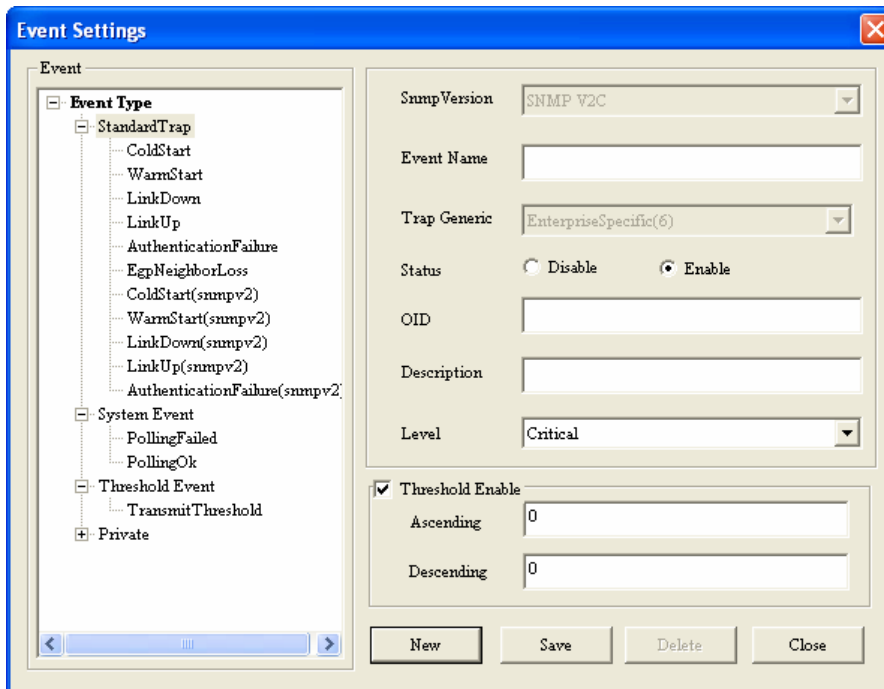 Event Settings
Event
Event Type
StandardTrap
ColdStart
WarmStart
LinkDown
LinkUp
AuthenticationFailure
EgpNeighborLoss
ColdStart(snmpv2)
WarmStart(snmpv2)
LinkDown(snmpv2)
LinkUp(snmpv2)
AuthenticationFailure(snmpv2)
System Event
PollingFailed
PollingOk
Threshold Event
TransmitThreshold
Private
SnmpVersion SNMP V2C
Event Name
Trap Generic EnterpriseSpecific(6)
Status Disable Enable
OID
Description
Level Critical
Threshold Enable
Ascending 0
Descending 0
New Save Delete Close